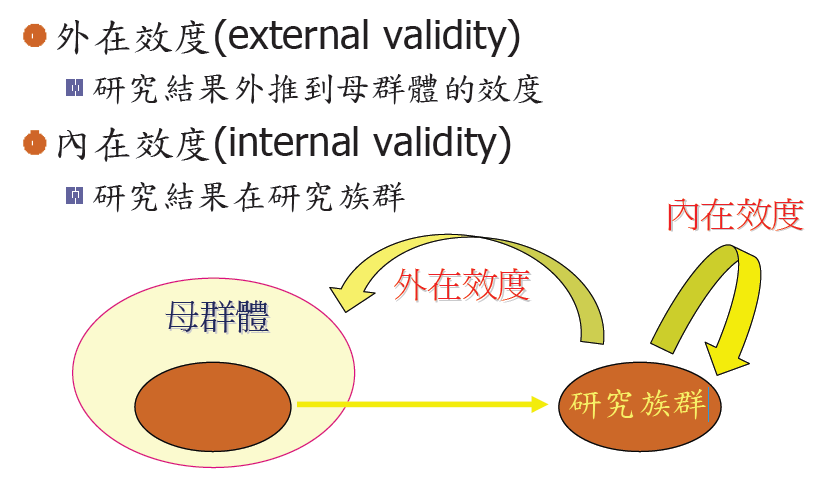 外在效度(external validity)
研究結果外推到母群體的效度
內在效度(internal validity)
研究結果在研究族群
內在效度
外在效度
母群體
研究族群